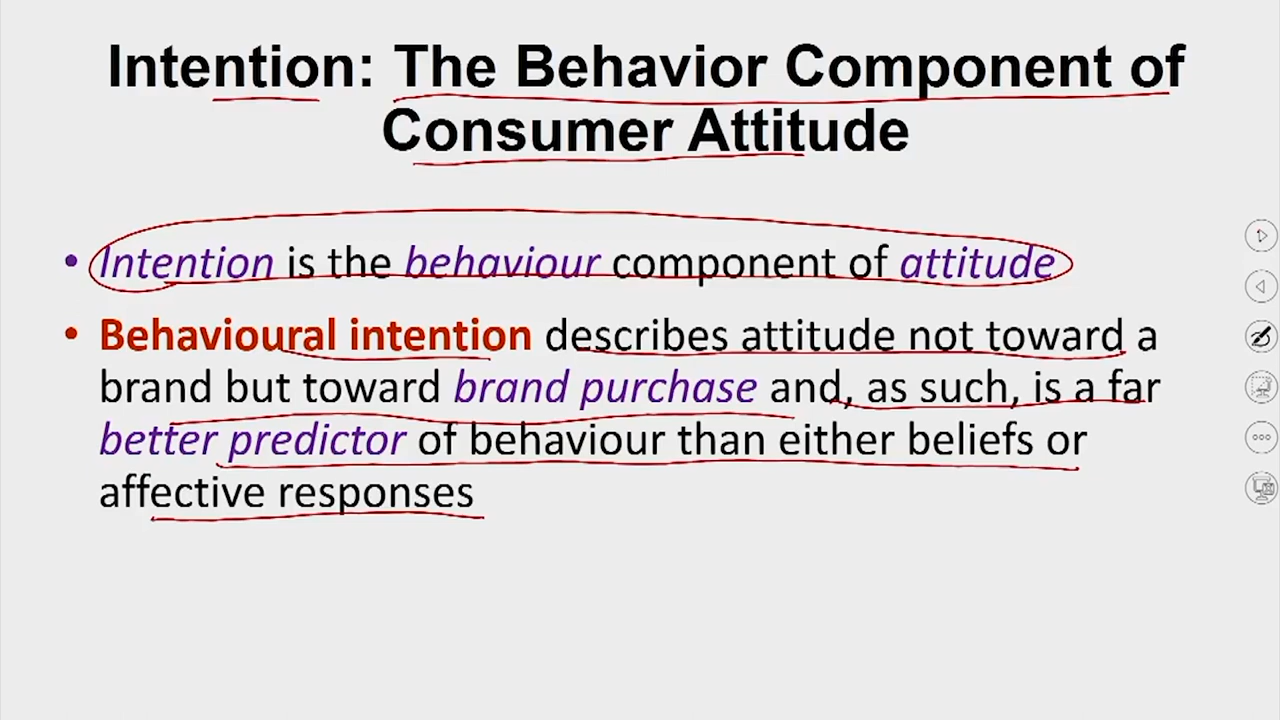 Intention: The Behavior Component of
Consumer Attitude
• Intention is the behaviour component of attitude
• Behavioural intention describes attitude not toward a
brand but toward brand purchase and, as such, is a far
better predictor of behaviour than either beliefs or
affective responses